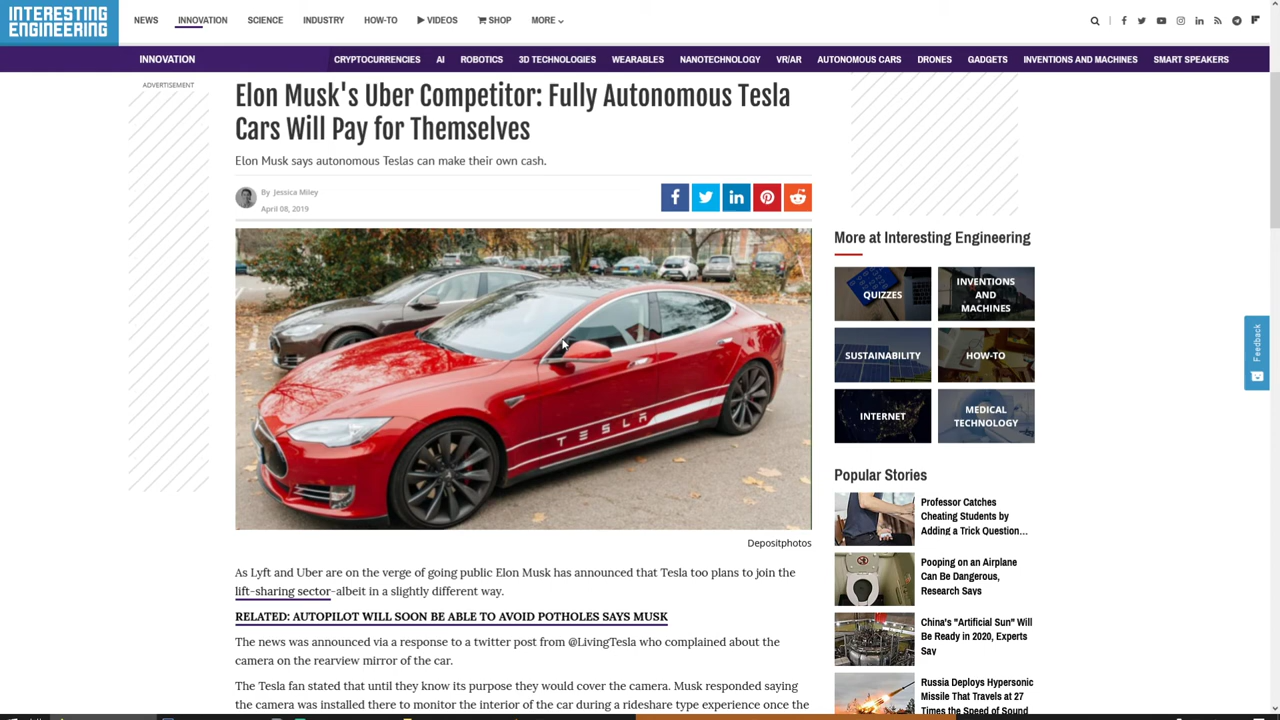 INTERESTING
ENGINEERING
NEWS
INNOVATION
SCIENCE
INDUSTRY
HOW-TO
VIDEOS
SHOP
MORE
INNOVATION
CRYPTOCURRENCIES
AI
ROBOTICS
3D TECHNOLOGIES
WEARABLES
NANOTECHNOLOGY
VR/AR
AUTONOMOUS CARS
DRONES
GADGETS
INVENTIONS AND MACHINES
SMART SPEAKERS
ADVERTISEMENT
Elon Musk's Uber Competitor: Fully Autonomous Tesla
Cars Will Pay for Themselves
Elon Musk says autonomous Teslas can make their own cash.
By Jessica Miley
April 08, 2019
TESLA
Depositphotos
As Lyft and Uber are on the verge of going public Elon Musk has announced that Tesla too plans to join the
lift-sharing sector-albeit in a slightly different way.
RELATED: AUTOPILOT WILL SOON BE ABLE TO AVOID POTHOLES SAYS MUSK
The news was announced via a response to a twitter post from @LivingTesla who complained about the
camera on the rearview mirror of the car.
The Tesla fan stated that until they know its purpose they would cover the camera. Musk responded saying
the camera was installed there to monitor the interior of the car during a rideshare type experience once the
More at Interesting Engineering
QUIZZES
INVENTIONS
AND
MACHINES
SUSTAINABILITY
HOW-TO
INTERNET
MEDICAL
TECHNOLOGY
Popular Stories
Professor Catches
Cheating Students by
Adding a Trick Question...
Pooping on an Airplane
Can Be Dangerous,
Research Says
China's "Artificial Sun" Will
Be Ready in 2020, Experts
Say
Russia Deploys Hypersonic
Missile That Travels at 27
Times the Speed of Sound
Feedback